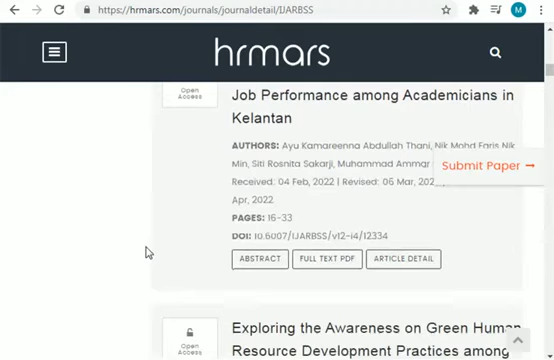 https://hrmars.com/journals/journaldetail/IJARBSS
M
hrmars
Open
Access
Job Performance among Academicians in
Kelantan
AUTHORS: Ayu Kamareenna Abdullah Thani, Nik Mohd Faris Nik
Min, Siti Rosnita Sakarji, Muhammad Ammar
Submit Paper →
Received: 04 Feb, 2022 | Revised: 06 Mar, 202
Apr, 2022
PAGES: 16-33
DOI: 10.6007/IJARBSS/v12-i4/12334
ABSTRACT FULL TEXT PDF ARTICLE DETAIL
Open
Access
Exploring the Awareness on Green Human
Resource Development Practices among